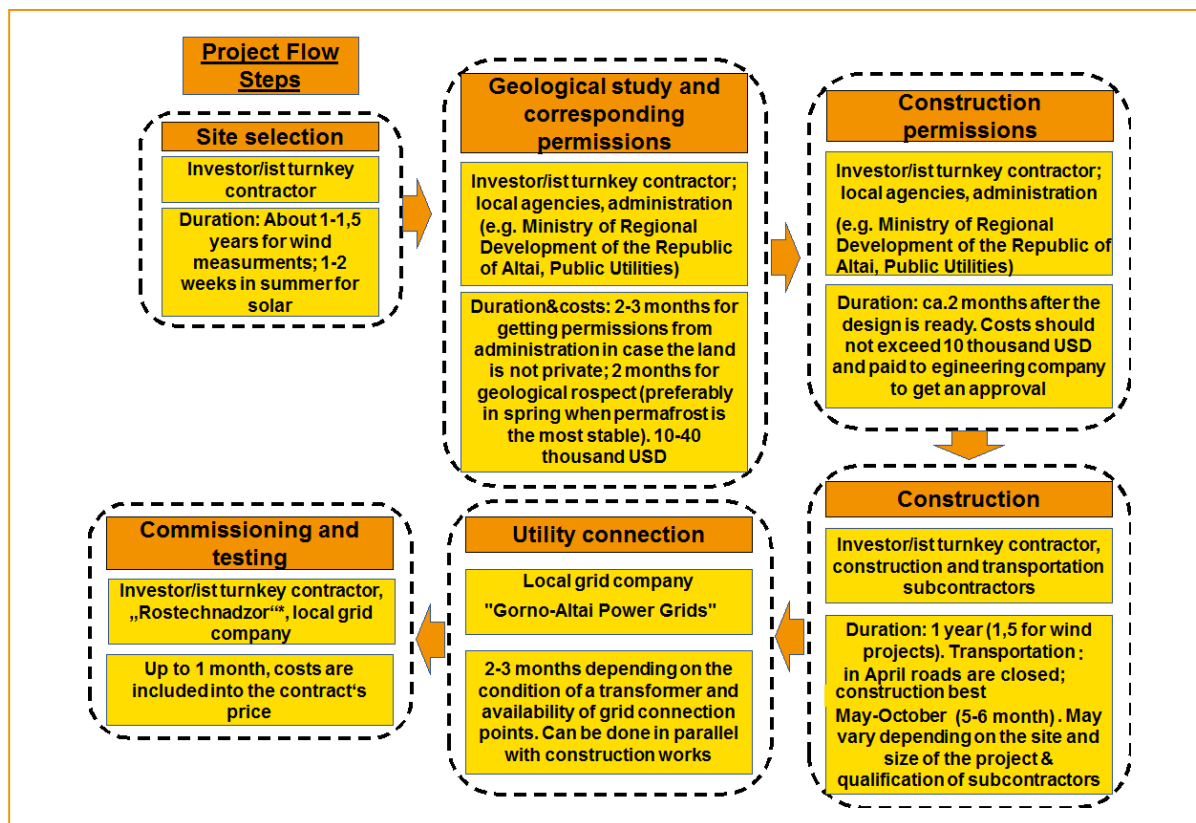 Project Flow
Steps
Site selection
Investor/ist turnkey
contractor
Duration: About 1-1,5
years for wind
measurments; 1-2
weeks in summer for
solar
Geological study and
corresponding
permissions
Investor/ist turnkey contractor;
local agencies, administration
(e.g. Ministry of Regional
Development of the Republic
of Altai, Public Utilities)
Duration&costs: 2-3 months for
getting permissions from
administration in case the land
is not private; 2 months for
geological rospect (preferably
in spring when permafrost is
the most stable). 10-40
thousand USD
Construction
permissions
Investor/ist turnkey contractor;
local agencies, administration
(e.g. Ministry of Regional
Development of the Republic of
Altai, Public Utilities)
Duration: ca.2 months after the
design is ready. Costs should
not exceed 10 thousand USD
and paid to egineering company
to get an approval
Construction
Investor/ist turnkey contractor,
construction and transportation
subcontractors
Duration: 1 year (1,5 for wind
projects). Transportation :
in April roads are closed;
construction best
May-October (5-6 month) . May
vary depending on the site and
size of the project &
qualification of subcontractors
Utility connection
Local grid company
"Gorno-Altai Power Grids"
2-3 months depending on the
condition of a transformer and
availability of grid connection
points. Can be done in parallel
with construction works
Commissioning and
testing
Investor/ist turnkey contractor,
„Rostechnadzor“*, local grid
company
Up to 1 month, costs are
included into the contract‘s
price